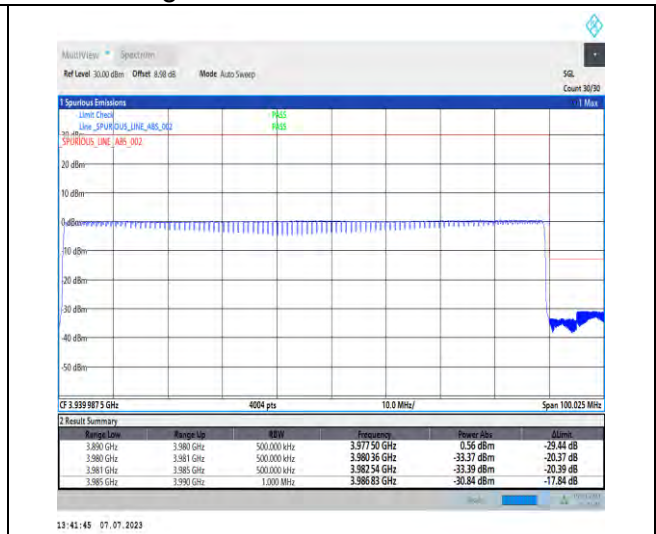 MultiView Spectrum
Ref Level 30.00 dBm Offset 8.98 dB Mode Auto Sweep SGL
Count 30/30
1 Spurious Emissions 1 Max
Limit Check PASS
Line _SPURIOUS_LINE_ABS_002 PASS
30 dBm
_SPURIOUS_LINE_ABS_002
20 dBm
10 dBm
0 dBm
-10 dBm
-20 dBm
-30 dBm
-40 dBm
-50 dBm
CF 3.939 987 5 GHz 4004 pts 10.0 MHz/ Span 100.025 MHz
2 Result Summary
Range Low Range Up RBW Frequency Power Abs ΔLimit
3.890 GHz 3.980 GHz 500.000 kHz 3.977 50 GHz 0.56 dBm -29.44 dB
3.980 GHz 3.981 GHz 500.000 kHz 3.980 36 GHz -33.37 dBm -20.37 dB
3.981 GHz 3.985 GHz 500.000 kHz 3.982 54 GHz -33.39 dBm -20.39 dB
3.985 GHz 3.990 GHz 1.000 MHz 3.986 83 GHz -30.84 dBm -17.84 dB
13:41:45 07.07.2023